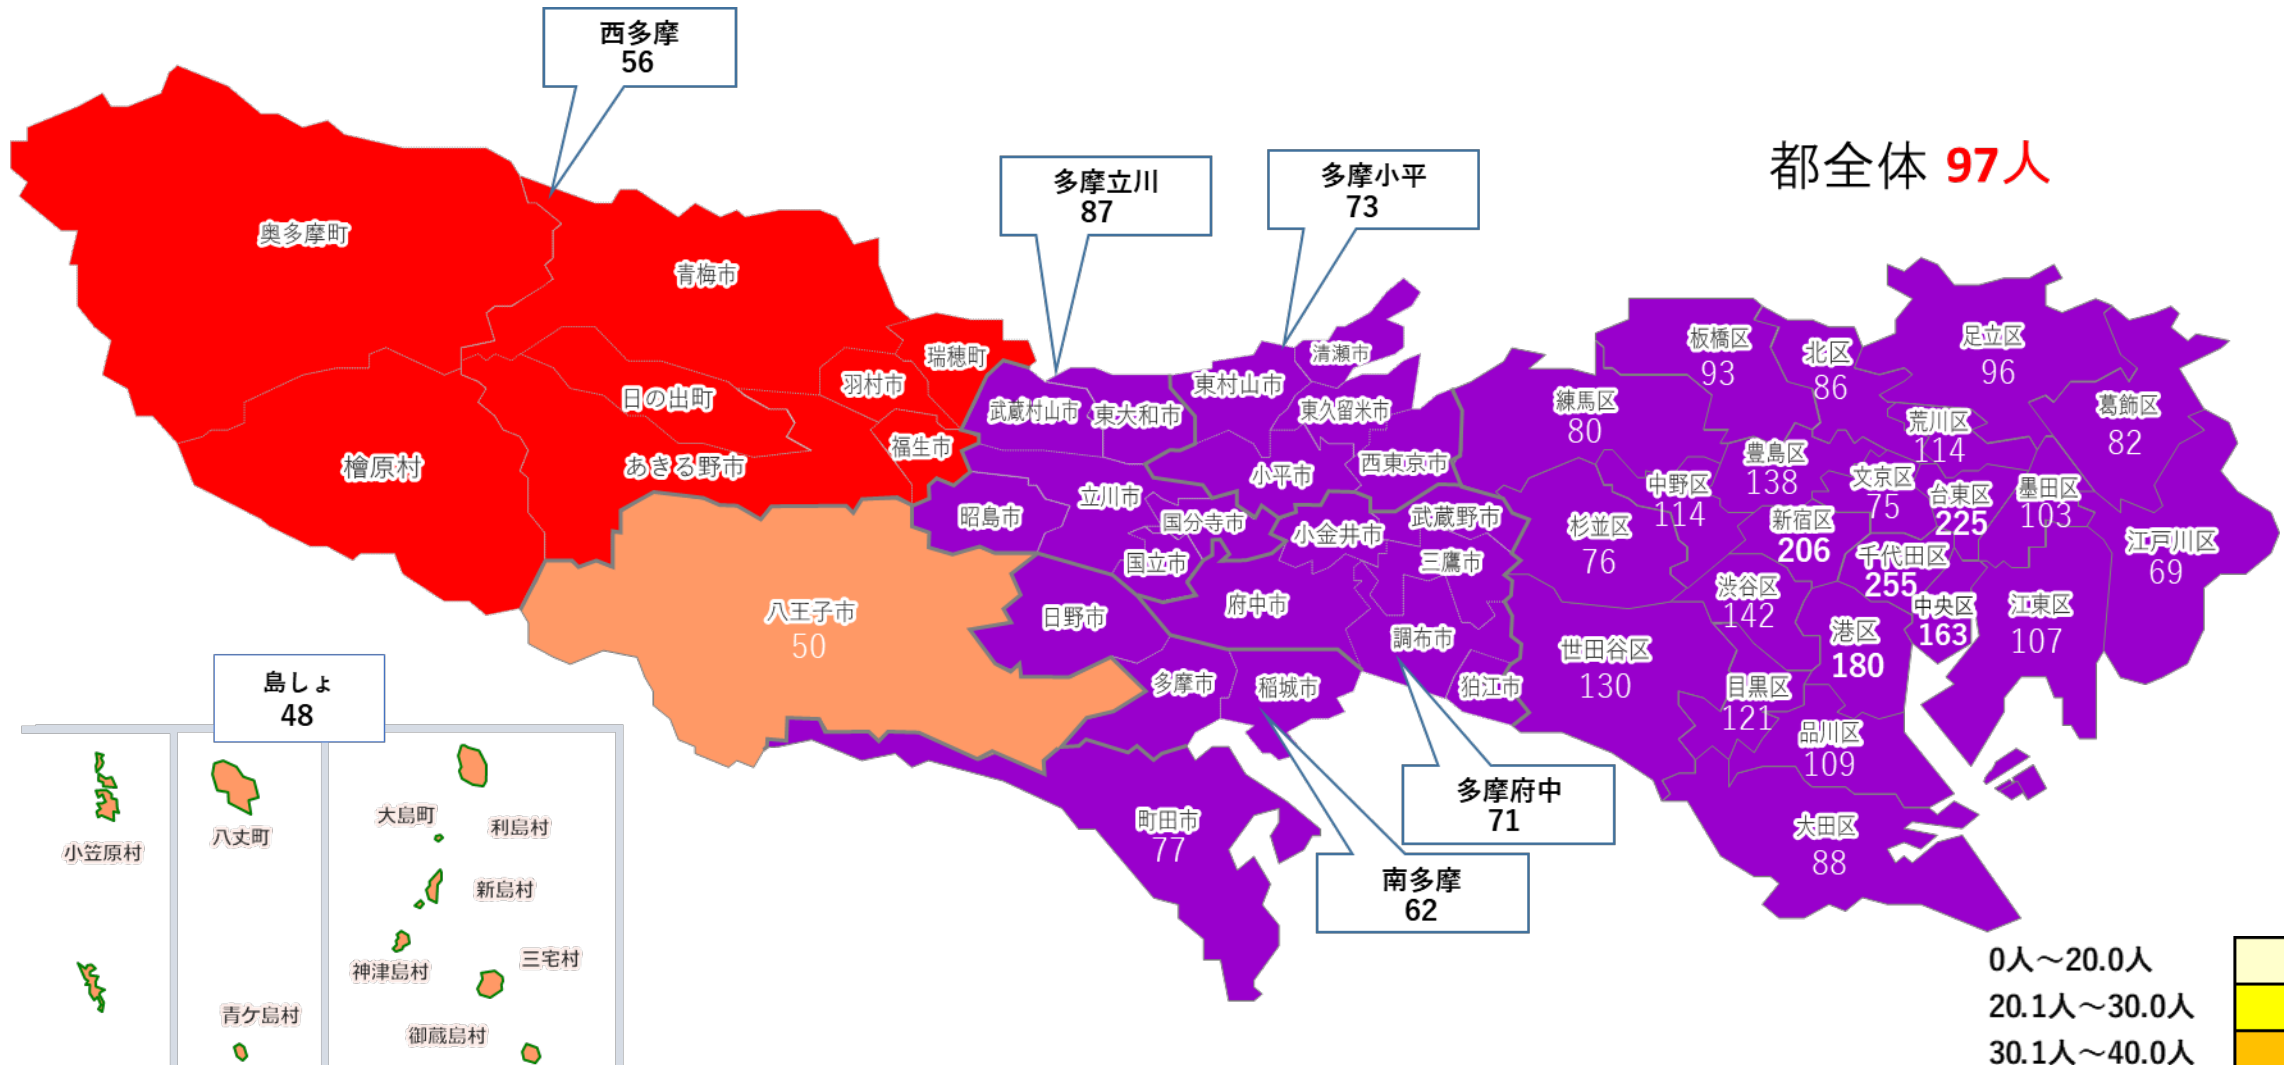 西多摩
56
多摩立川
87
多摩小平
73
都全体 97人
奥多摩町
青梅市
瑞穂町
羽村市
日の出町
檜原村
あきる野市
福生市
武蔵村山市
東大和市
東村山市
清瀬市
東久留米市
小平市
西東京市
昭島市
立川市
国分寺市
国立市
小金井市
武蔵野市
三鷹市
府中市
調布市
狛江市
八王子市
50
日野市
多摩市
稲城市
町田市
77
多摩府中
71
南多摩
62
板橋区
93
北区
86
足立区
96
練馬区
80
葛飾区
82
荒川区
114
豊島区
138
文京区
75
中野区
114
台東区
225
墨田区
103
杉並区
76
新宿区
206
千代田区
255
江戸川区
69
渋谷区
142
中央区
163
江東区
107
港区
180
世田谷区
130
目黒区
121
品川区
109
大田区
88
島しょ
48
小笠原村
八丈町
青ケ島村
大島町
利島村
新島村
神津島村
三宅村
御蔵島村
0人～20.0人
20.1人～30.0人
30.1人～40.0人